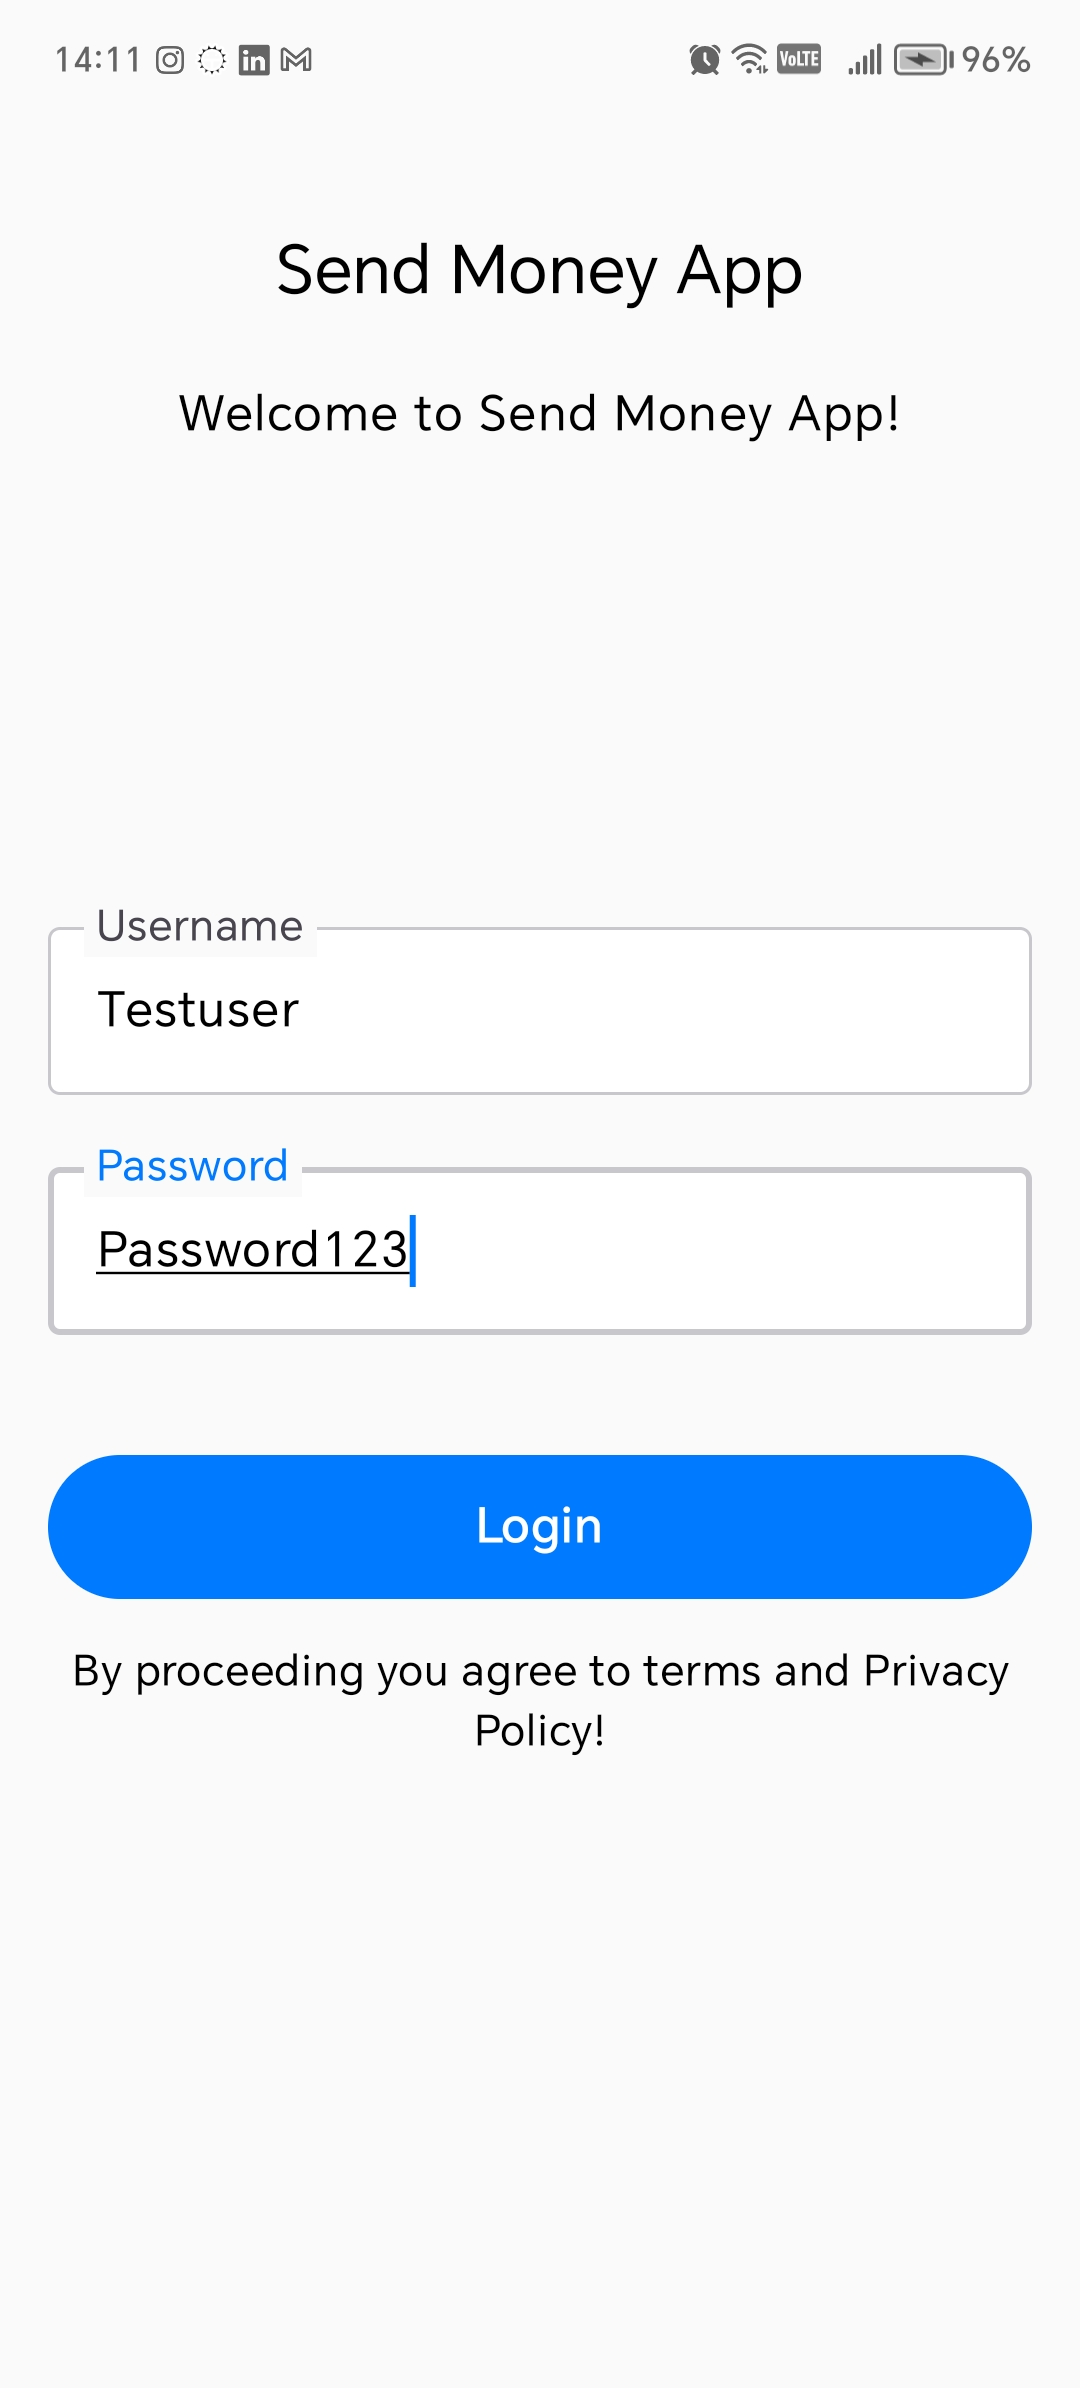 14:11 in VoLTE 96%
Send Money App
Welcome to Send Money App!
Username
Testuser
Password
Password123
Login
By proceeding you agree to terms and Privacy
Policy!